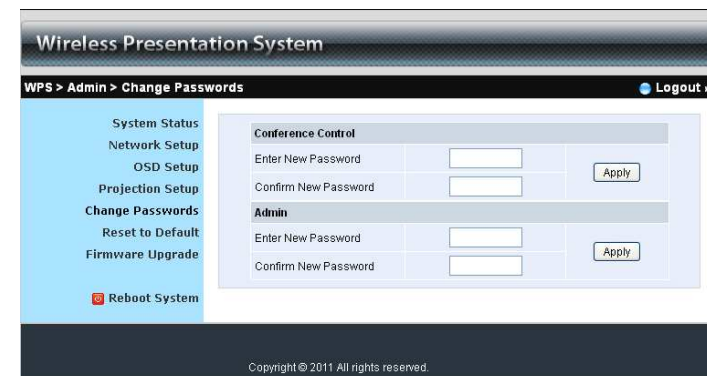 Wireless Presentation System
WPS > Admin > Change Passwords
Logout
System Status
Network Setup
OSD Setup
Projection Setup
Change Passwords
Reset to Default
Firmware Upgrade
Reboot System
Conference Control
Enter New Password
Confirm New Password
Apply
Admin
Enter New Password
Confirm New Password
Apply
Copyright © 2011 All rights reserved.